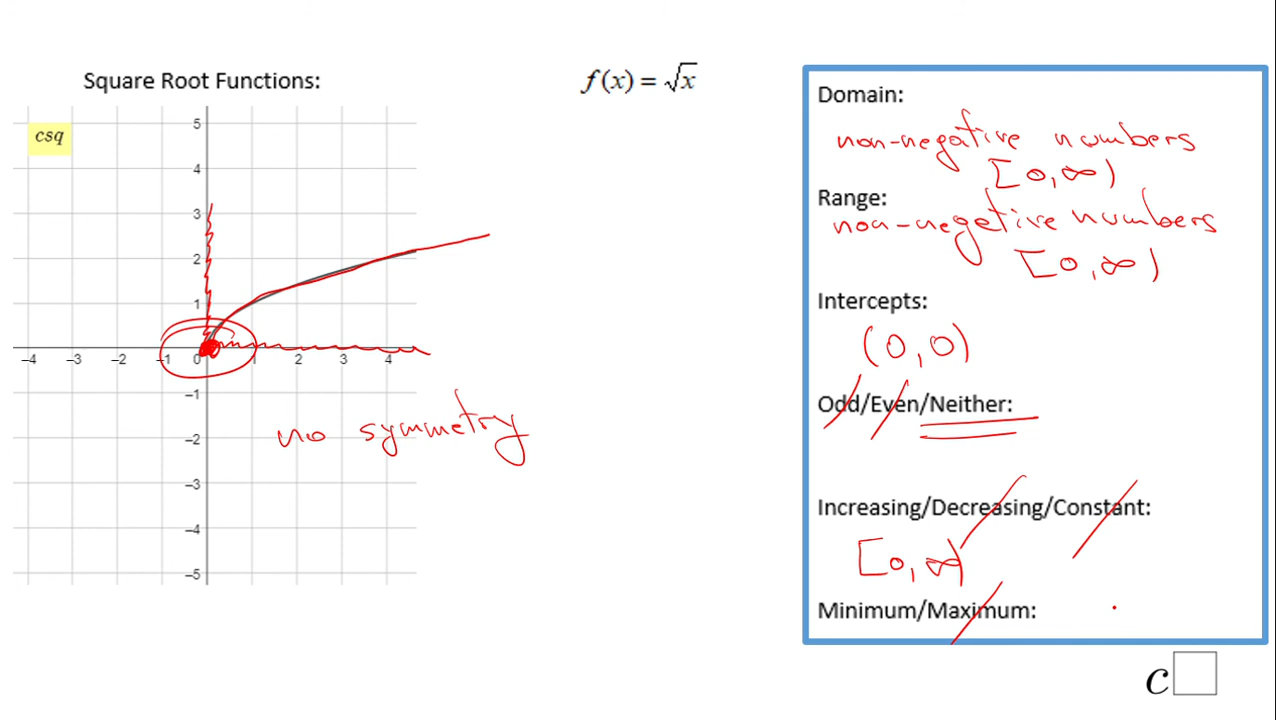 Square Root Functions:
f(x) = √x
csq
5
4
3
2
1
−4 −3 −2 −1 0 1 2 3 4
−1
−2
−3
−4
−5
no symmetry
Domain:
non-negative numbers
[0,∞)
Range:
non-negetive numbers
[0,∞)
Intercepts:
(0,0)
Odd/Even/Neither:
Increasing/Decreasing/Constant:
[0,∞)
Minimum/Maximum:
c